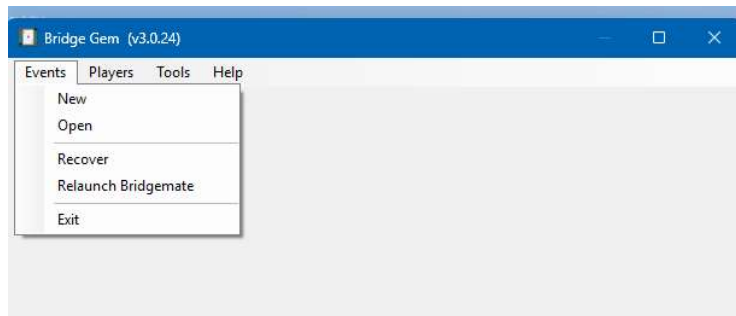 Bridge Gem (v3.0.24)
Events Players Tools Help
New
Open
Recover
Relaunch Bridgemate
Exit